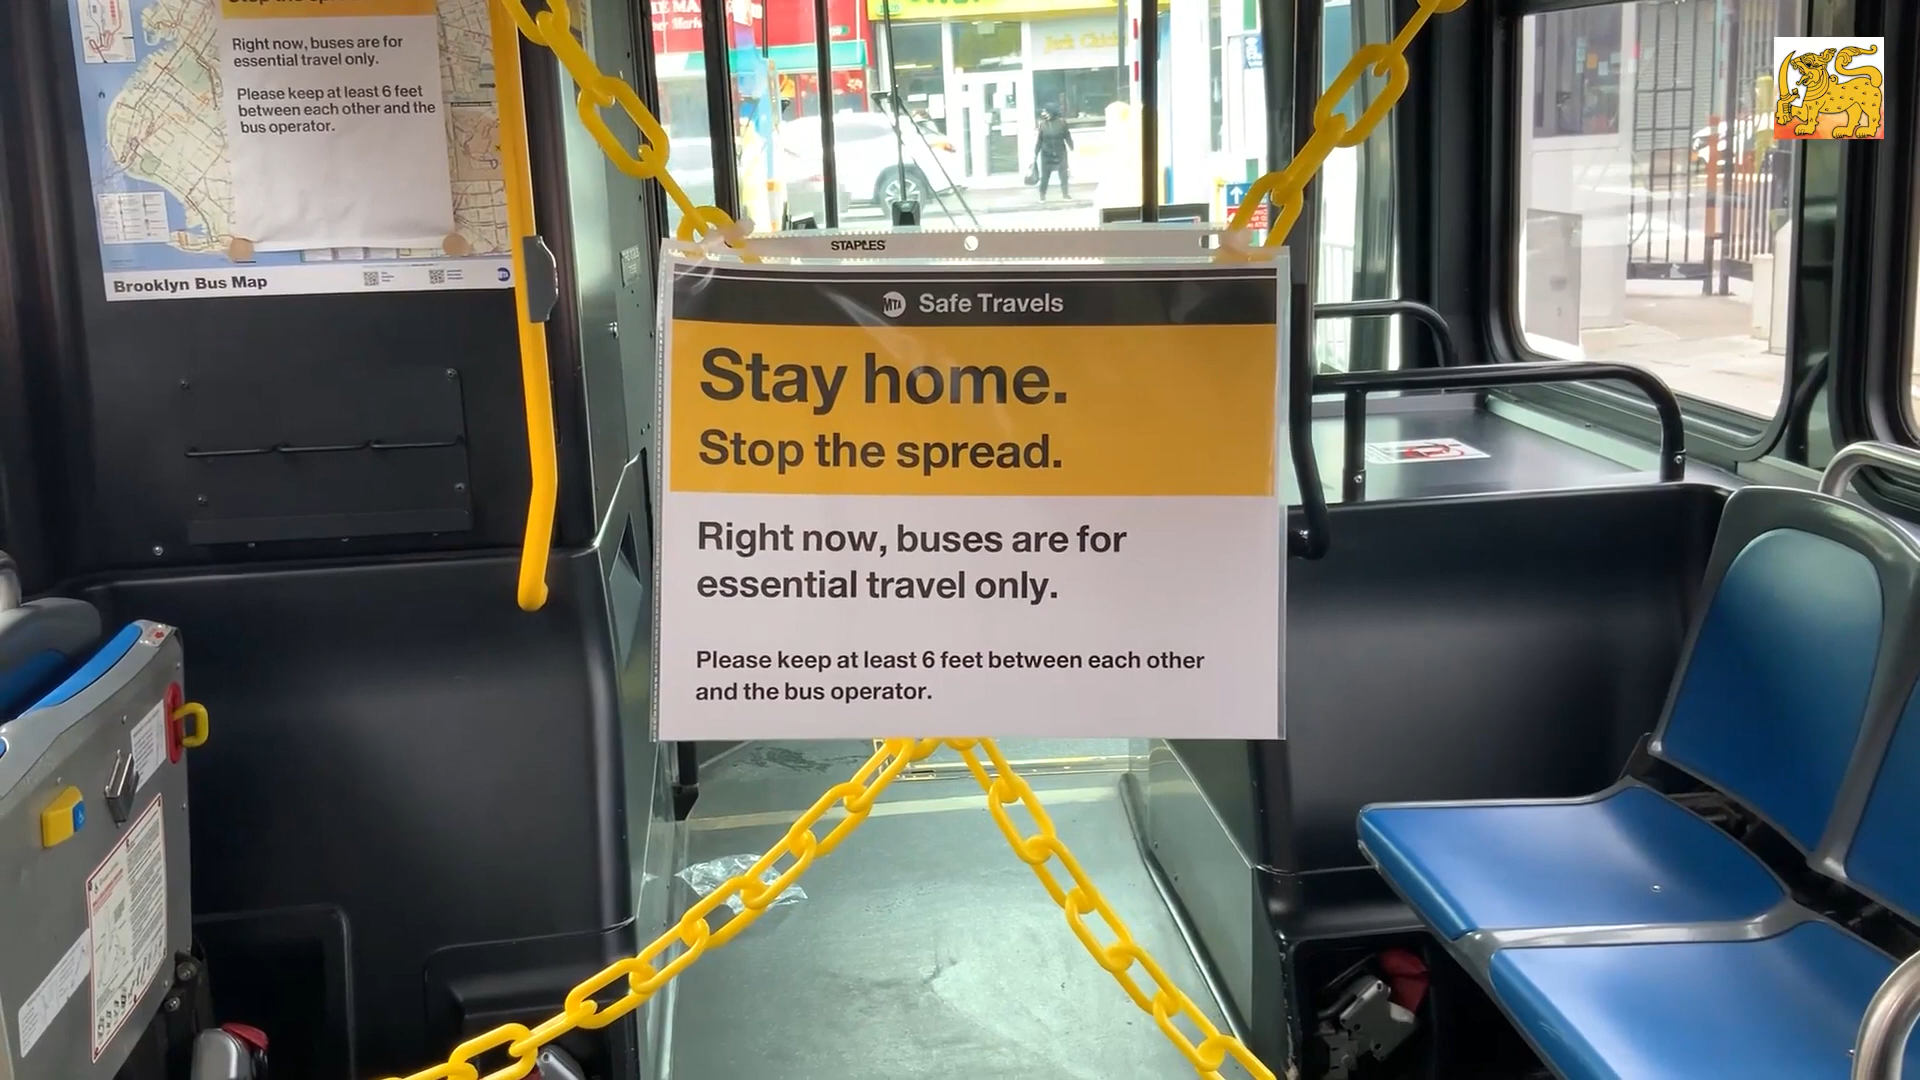 Right now, buses are for
essential travel only.
Please keep at least 6 feet
between each other and the
bus operator.
Brooklyn Bus Map
STAPLES
MTA Safe Travels
Stay home.
Stop the spread.
Right now, buses are for
essential travel only.
Please keep at least 6 feet between each other
and the bus operator.